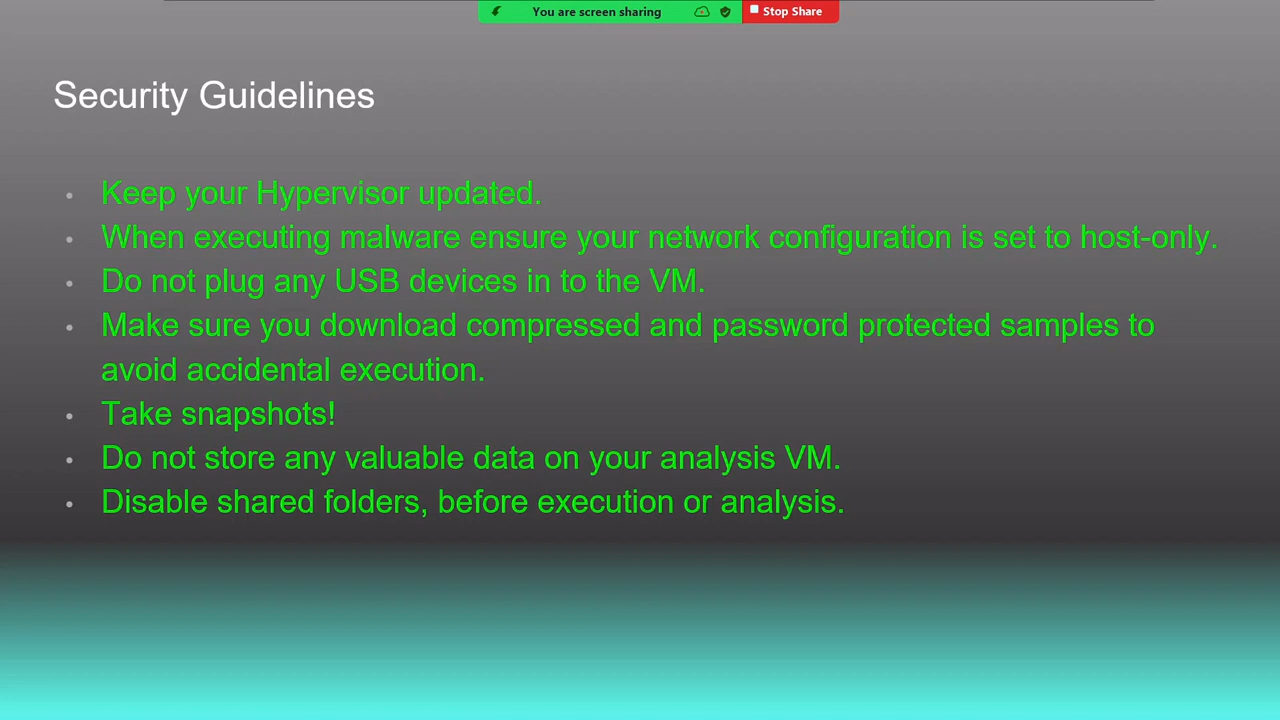 You are screen sharing Stop Share
Security Guidelines
• Keep your Hypervisor updated.
• When executing malware ensure your network configuration is set to host-only.
• Do not plug any USB devices in to the VM.
• Make sure you download compressed and password protected samples to
avoid accidental execution.
• Take snapshots!
• Do not store any valuable data on your analysis VM.
• Disable shared folders, before execution or analysis.